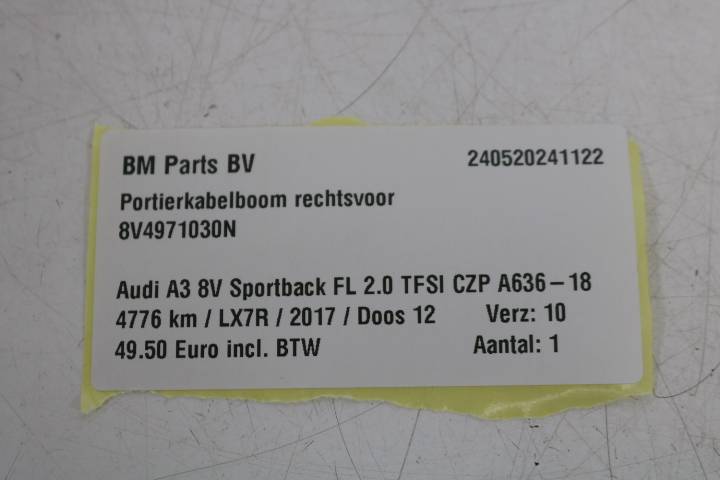 BM Parts BV 240520241122
Portierkabelboom rechtsvoor
8V4971030N
Audi A3 8V Sportback FL 2.0 TFSI CZP A636-18
4776 km / LX7R / 2017 / Doos 12 Verz: 10
49.50 Euro incl. BTW Aantal: 1